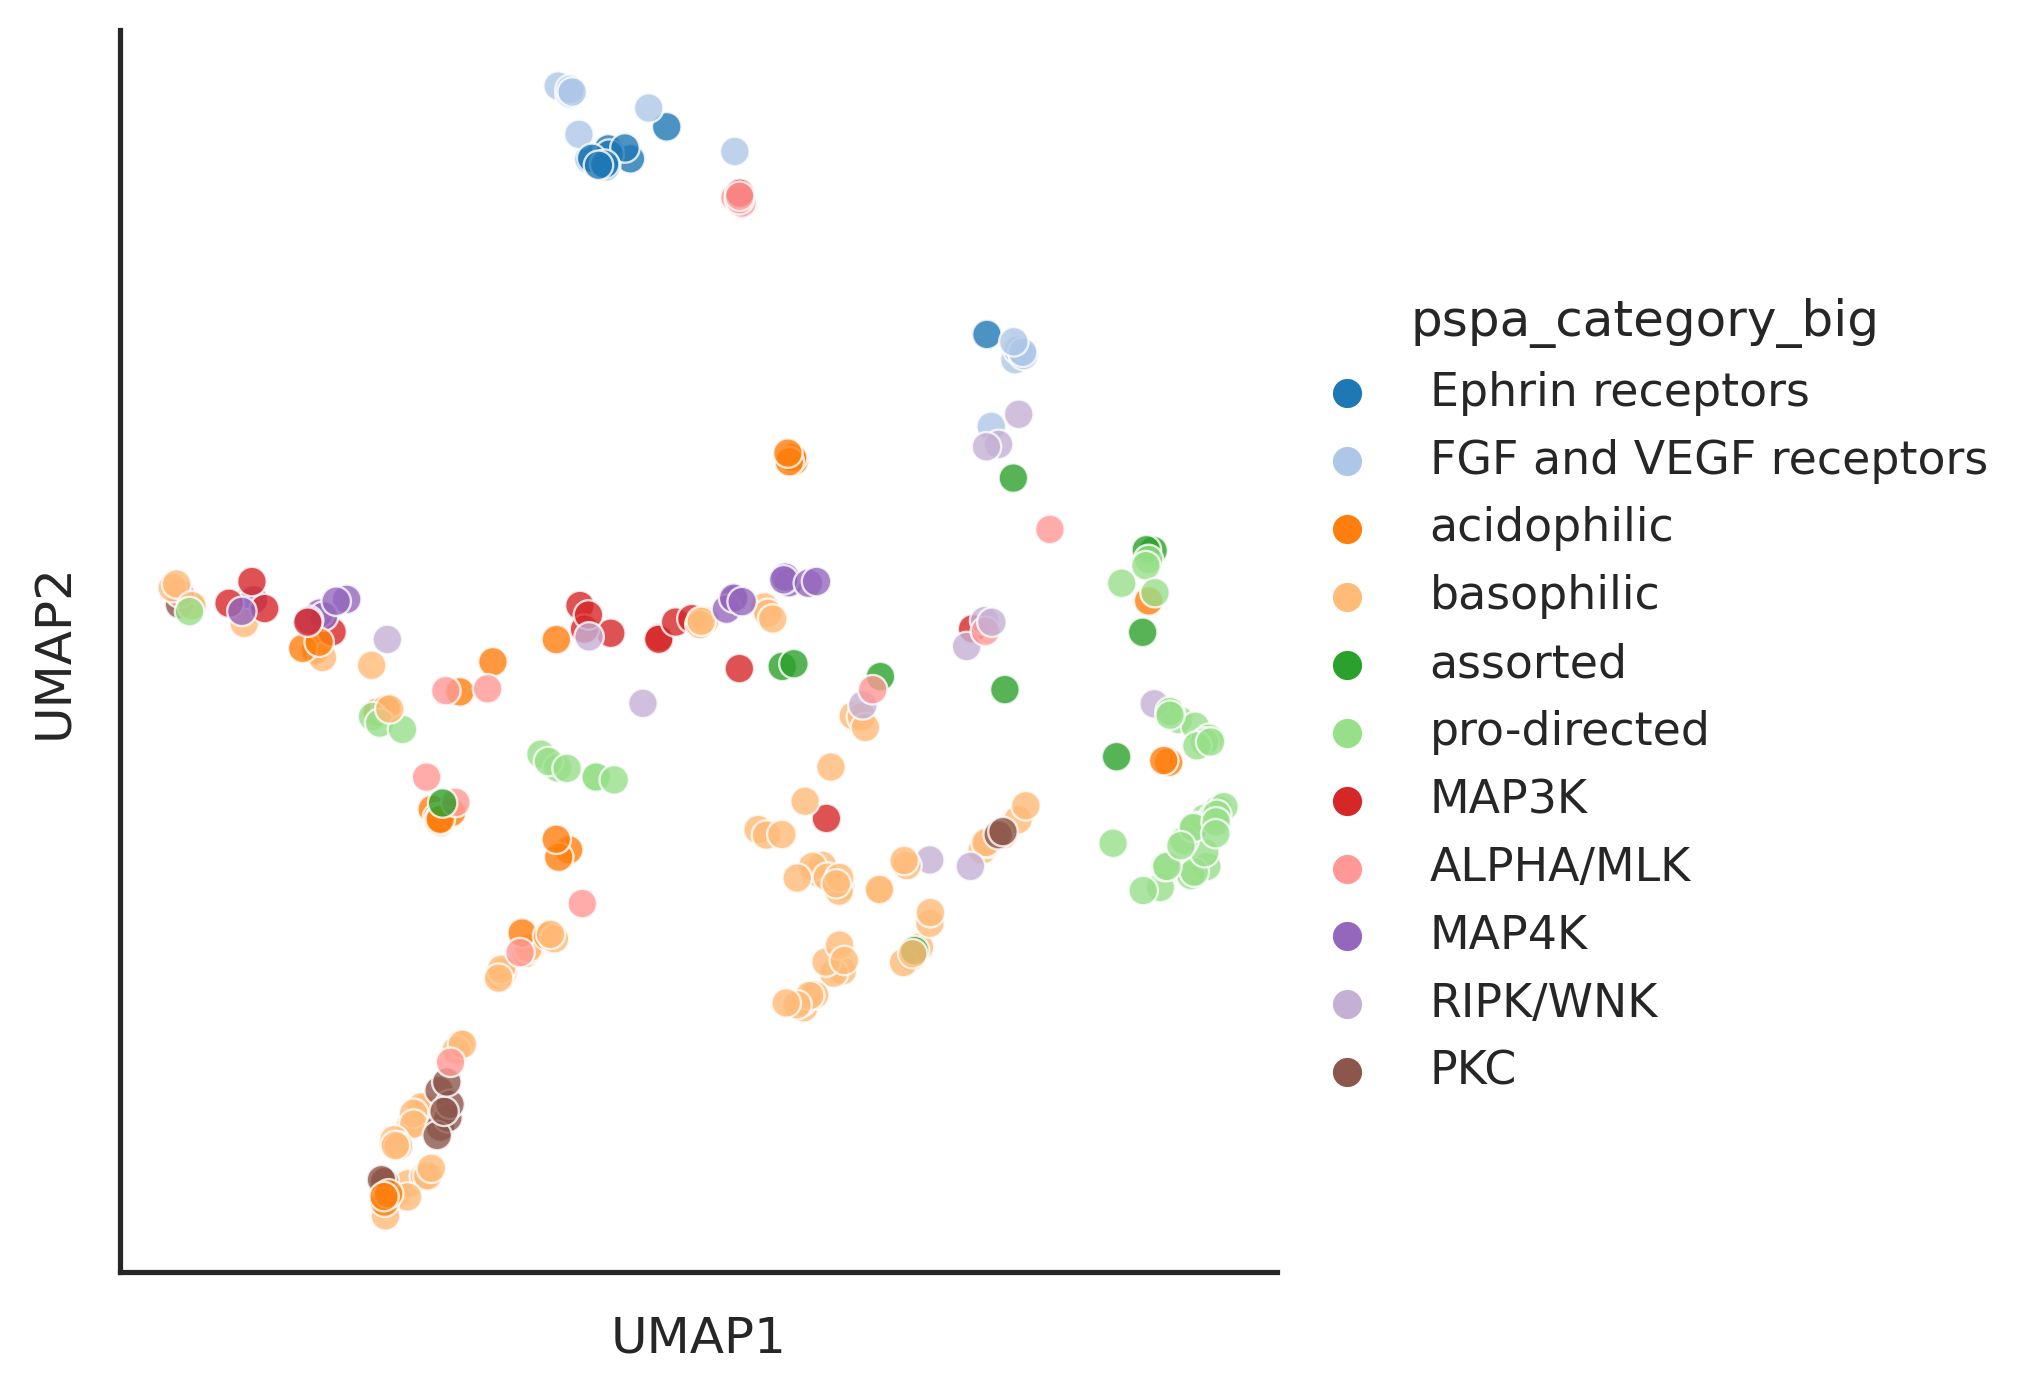 UMAP2
UMAP1
pspa_category_big
Ephrin receptors
FGF and VEGF receptors
acidophilic
basophilic
assorted
pro-directed
MAP3K
ALPHA/MLK
MAP4K
RIPK/WNK
PKC